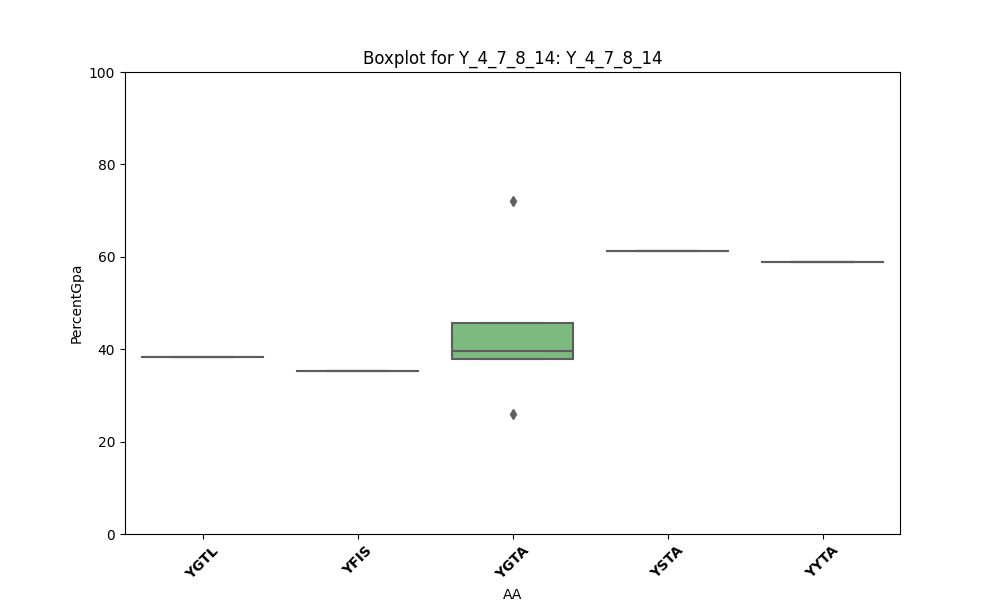 Boxplot for Y_4_7_8_14: Y_4_7_8_14
100
80
60
40
20
0
PercentGpa
YGTL YFIS YGTA YSTA YYTA
AA